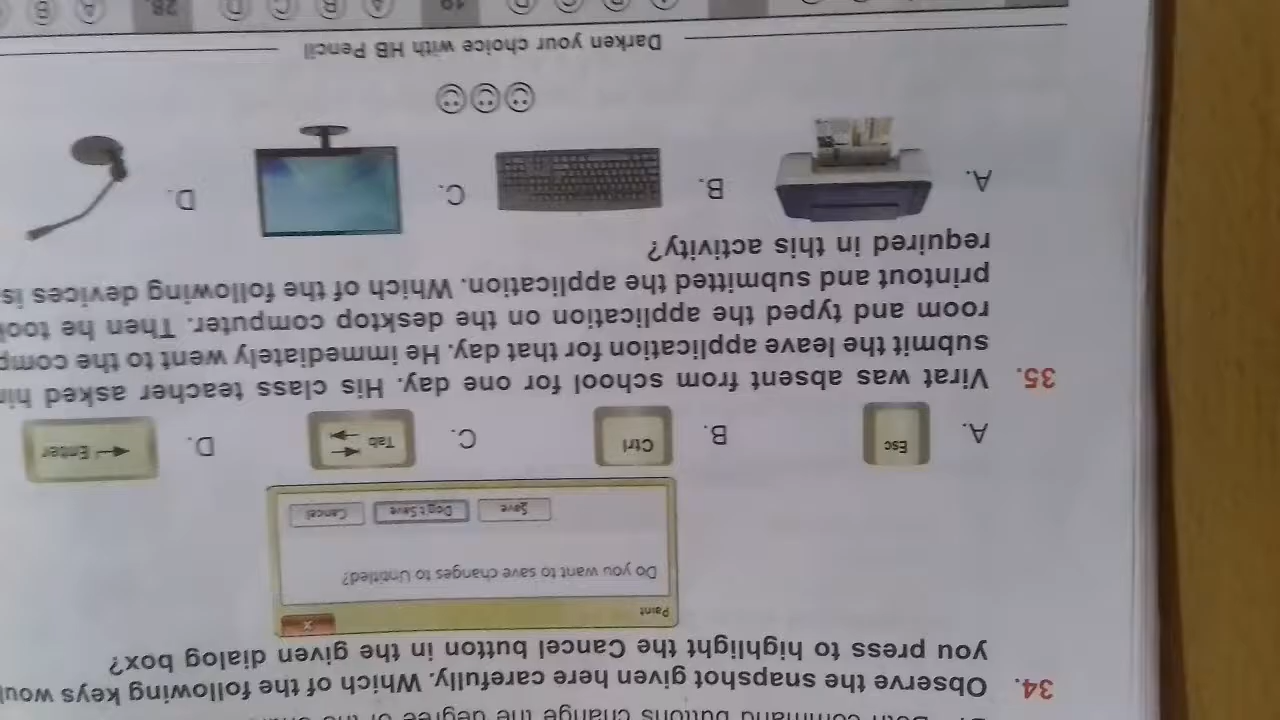 command buttons change the degree of the
34. Observe the snapshot given here carefully. Which of the following keys
you press to highlight the Cancel button in the given dialog box?
Paint
x
Do you want to save changes to Untitled?
Save Don't Save Cancel
A. Esc B. Ctrl C. Tab D. Enter
35. Virat was absent from school for one day. His class teacher asked
submit the leave application for that day. He immediately went to the
room and typed the application on the desktop computer. Then he
printout and submitted the application. Which of the following devices is
required in this activity?
A. B. C. D.
Darken your choice with HB Pencil
19. A B C D 28. A B